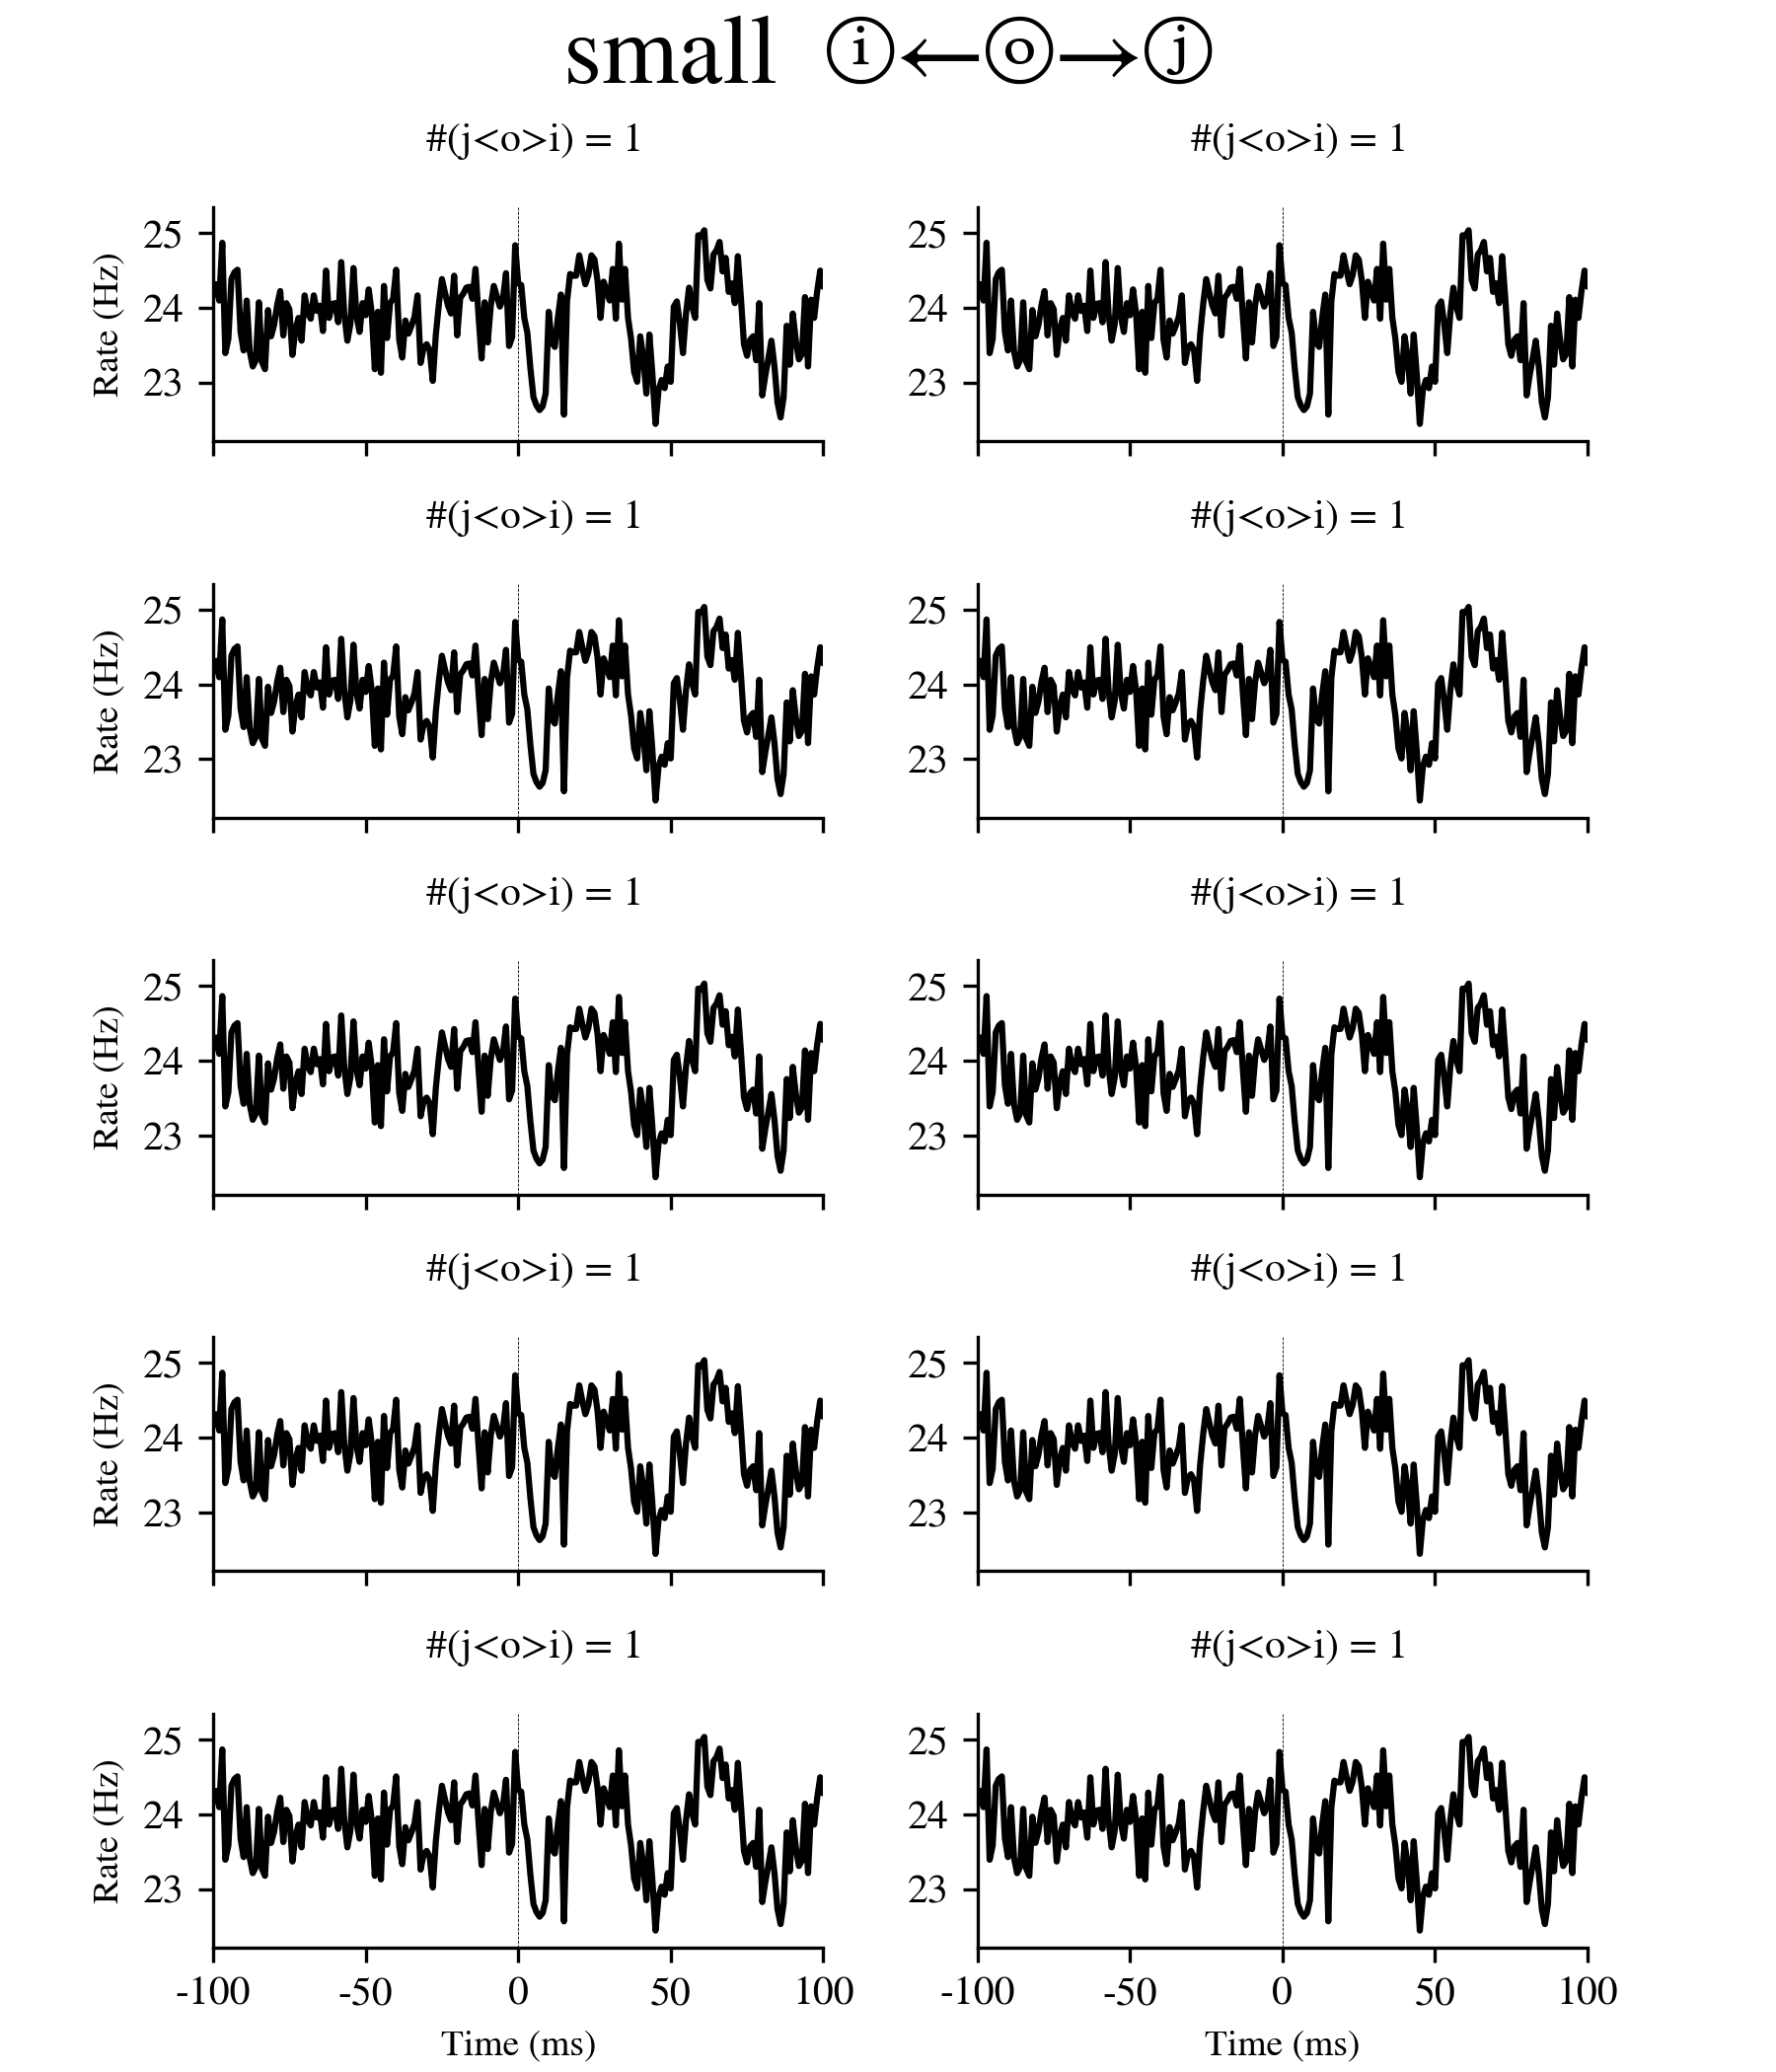 small ⓘ←ⓞ→ⓙ
#(j<o>i) = 1 #(j<o>i) = 1
25 25
24 24
23 23
Rate (Hz)
#(j<o>i) = 1 #(j<o>i) = 1
25 25
24 24
23 23
Rate (Hz)
#(j<o>i) = 1 #(j<o>i) = 1
25 25
24 24
23 23
Rate (Hz)
#(j<o>i) = 1 #(j<o>i) = 1
25 25
24 24
23 23
Rate (Hz)
#(j<o>i) = 1 #(j<o>i) = 1
25 25
24 24
23 23
Rate (Hz)
-100 -50 0 50 100 -100 -50 0 50 100
Time (ms) Time (ms)